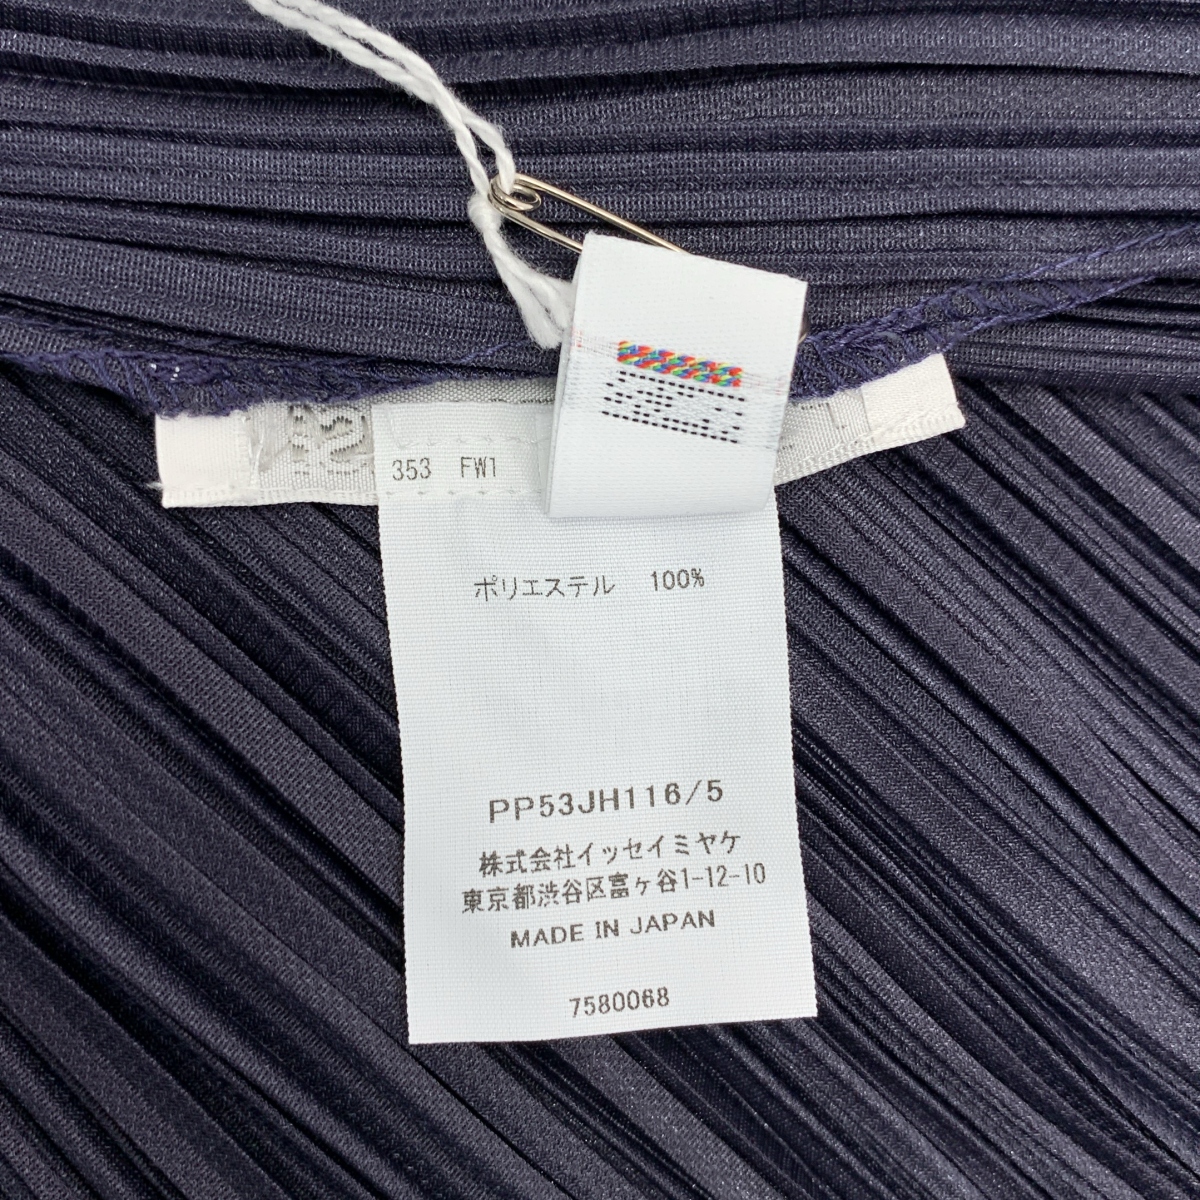 353 FW1
ポリエステル 100%
PP53JH116/5
株式会社イッセイミヤケ
東京都渋谷区富ヶ谷1-12-10
MADE IN JAPAN
7580068